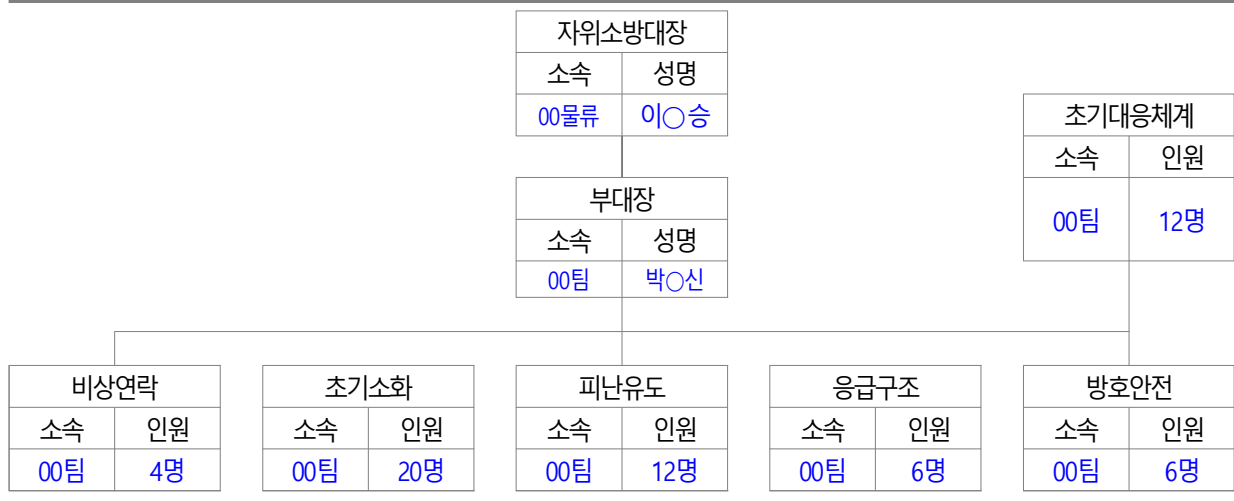 자위소방대장
소속 성명
00물류 이○승
초기대응체계
소속 인원
00팀 12명
부대장
소속 성명
00팀 박○신
비상연락
소속 인원
00팀 4명
초기소화
소속 인원
00팀 20명
피난유도
소속 인원
00팀 12명
응급구조
소속 인원
00팀 6명
방호안전
소속 인원
00팀 6명